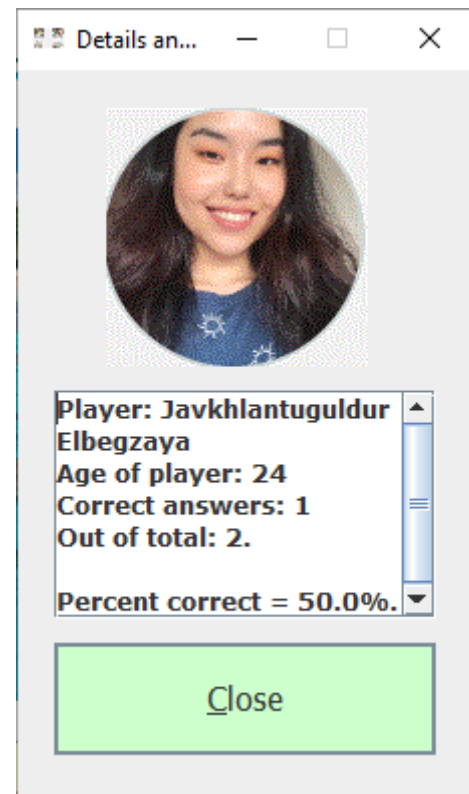 Details an...
Player: Javkhlantuguldur
Elbegzaya
Age of player: 24
Correct answers: 1
Out of total: 2.
Percent correct = 50.0%.
Close